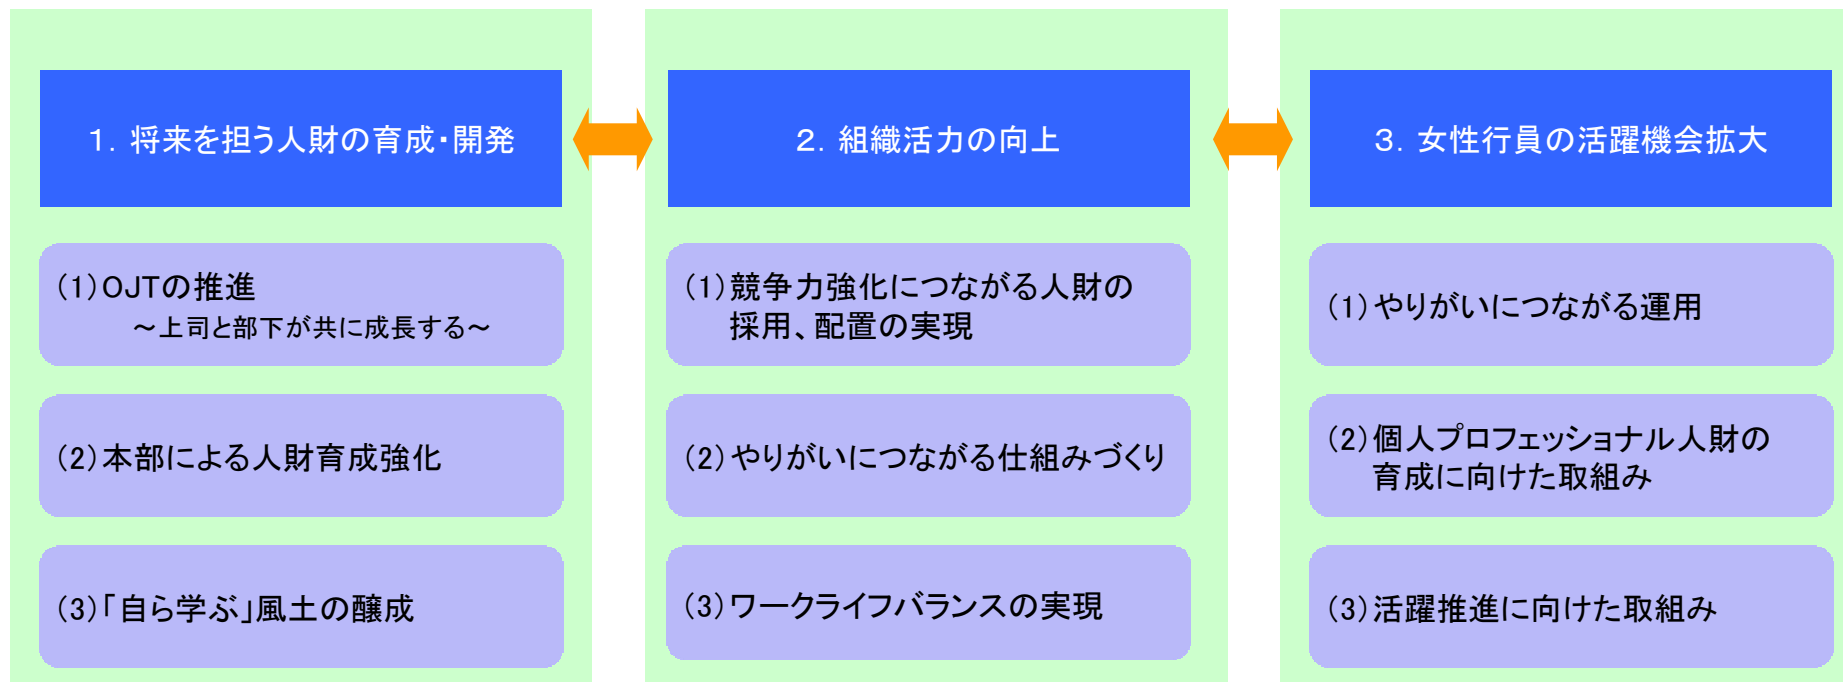 １．将来を担う人財の育成・開発
（１）ＯＪＴの推進
～上司と部下が共に成長する～
（２）本部による人財育成強化
（３）「自ら学ぶ」風土の醸成
２．組織活力の向上
（１）競争力強化につながる人財の
採用、配置の実現
（２）やりがいにつながる仕組みづくり
（３）ワークライフバランスの実現
３．女性行員の活躍機会拡大
（１）やりがいにつながる運用
（２）個人プロフェッショナル人財の
育成に向けた取組み
（３）活躍推進に向けた取組み